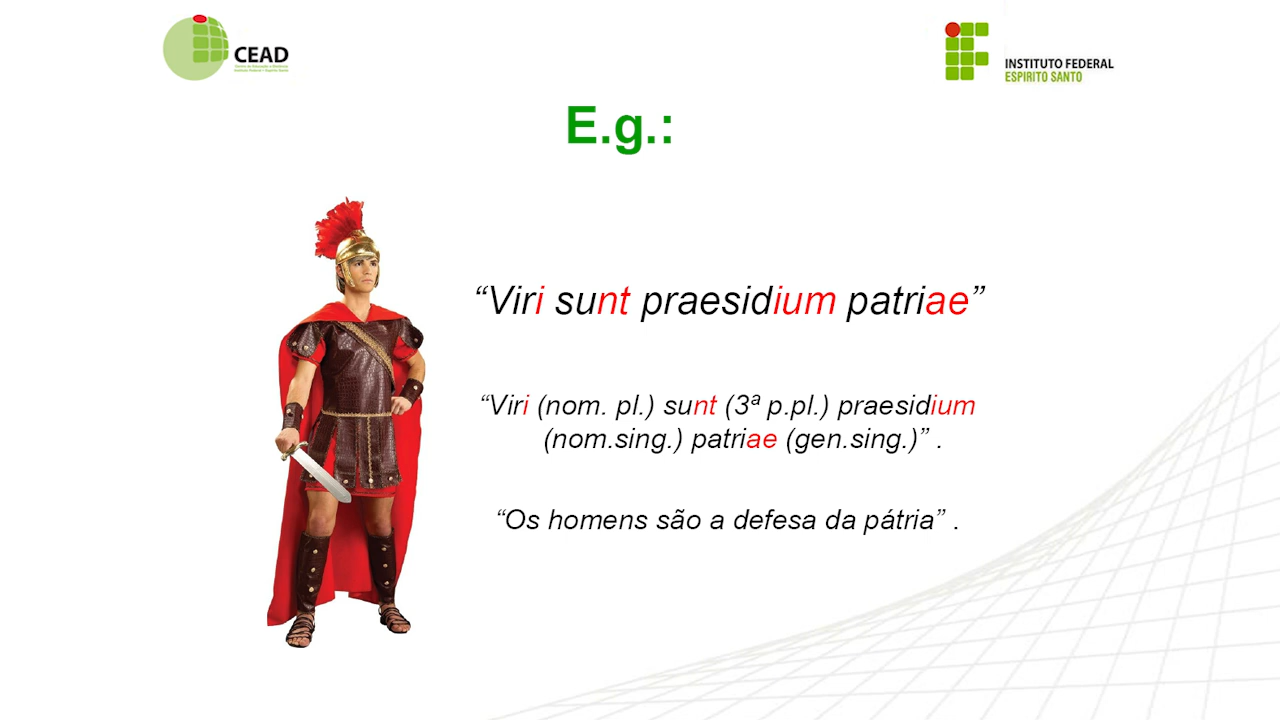 CEAD
INSTITUTO FEDERAL
ESPÍRITO SANTO
E.g.:
“Viri sunt praesidium patriae”
“Viri (nom. pl.) sunt (3ª p.pl.) praesidium
(nom.sing.) patriae (gen.sing.)” .
“Os homens são a defesa da pátria” .